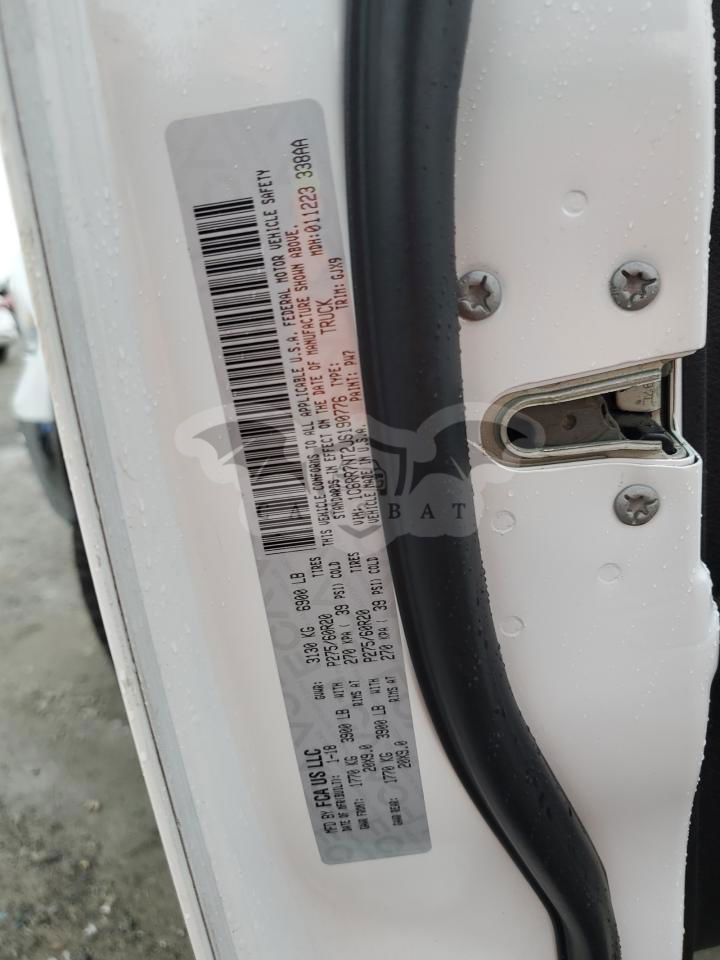 MFD BY FCA US LLC
DATE OF MFR(BUILT): 1-18
GVWR: 3130 KG 6900 LB
GAWR FRONT: 1770 KG 3900 LB WITH P275/60R20 TIRES
20X9.0 RIMS AT 270 KPA ( 39 PSI) COLD
GAWR REAR: 1770 KG 3900 LB WITH P275/60R20 TIRES
20X9.0 RIMS AT 270 KPA ( 39 PSI) COLD
THIS VEHICLE CONFORMS TO ALL APPLICABLE U.S.A. FEDERAL MOTOR VEHICLE SAFETY
STANDARDS IN EFFECT ON THE DATE OF MANUFACTURE SHOWN ABOVE.
VIN: TYPE: TRUCK MDH:011223 338AA
VEHICLE MADE IN U.S.A. PAINT: PW7 TRIM: GJX9
BAT